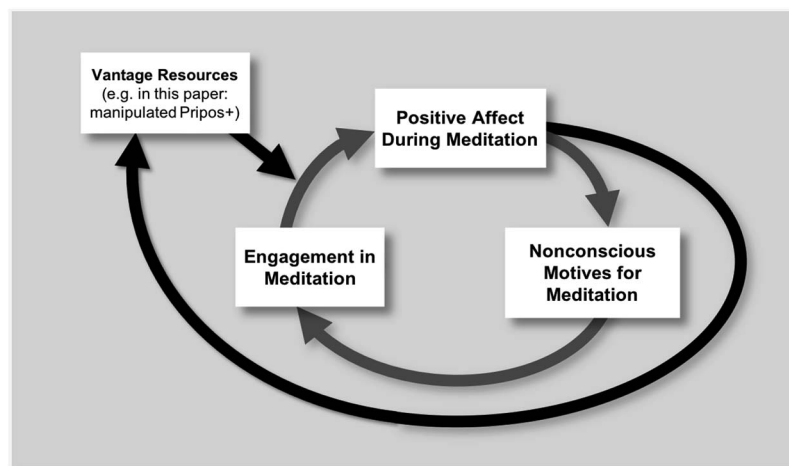 Vantage Resources
(e.g. in this paper:
manipulated Pripos+)
Positive Affect
During Meditation
Engagement in
Meditation
Nonconscious
Motives for
Meditation